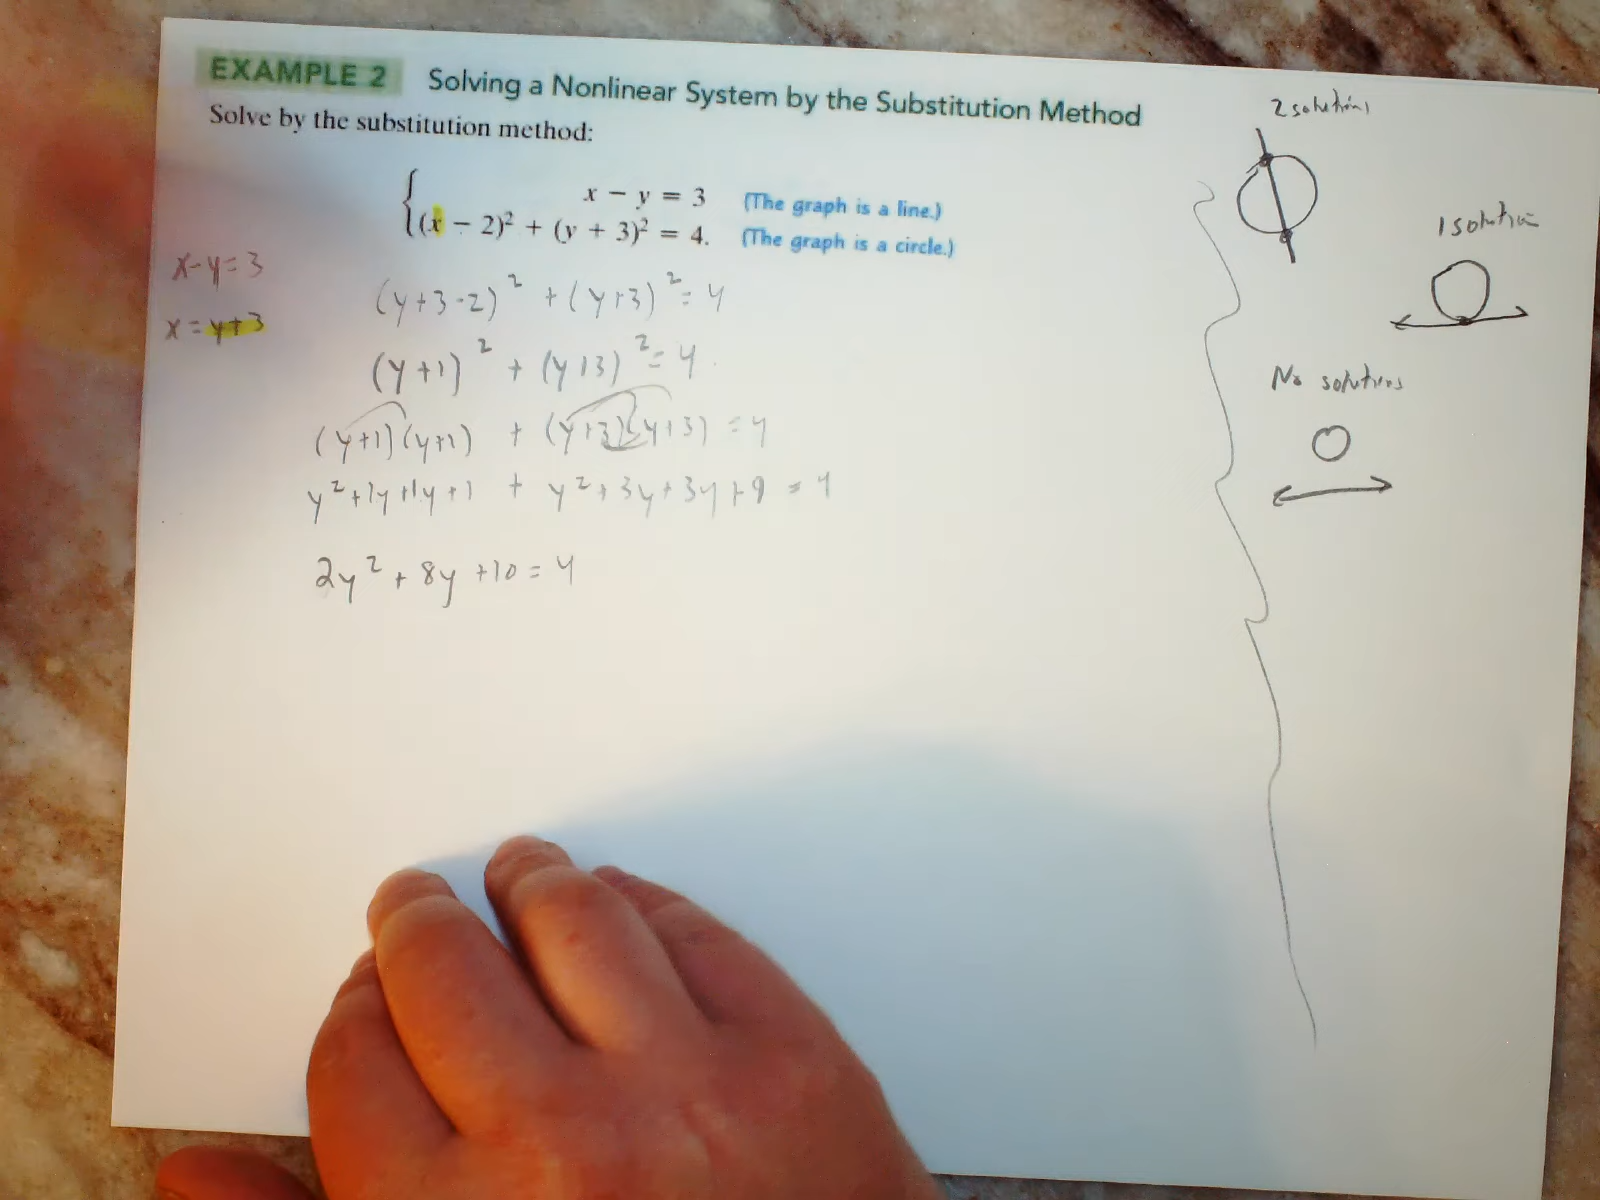 EXAMPLE 2 Solving a Nonlinear System by the Substitution Method
Solve by the substitution method:
x − y = 3 (The graph is a line.)
(x − 2)² + (y + 3)² = 4. (The graph is a circle.)
x-y=3
x = y+3
(y+3-2)² + (y+3)² = 4
(y+1)² + (y+3)² = 4
(y+1)(y+1) + (y+3)(y+3) = 4
y²+1y+1y+1 + y²+3y+3y+9 = 4
2y² + 8y +10 = 4
2 solutions
1 solution
No solutions